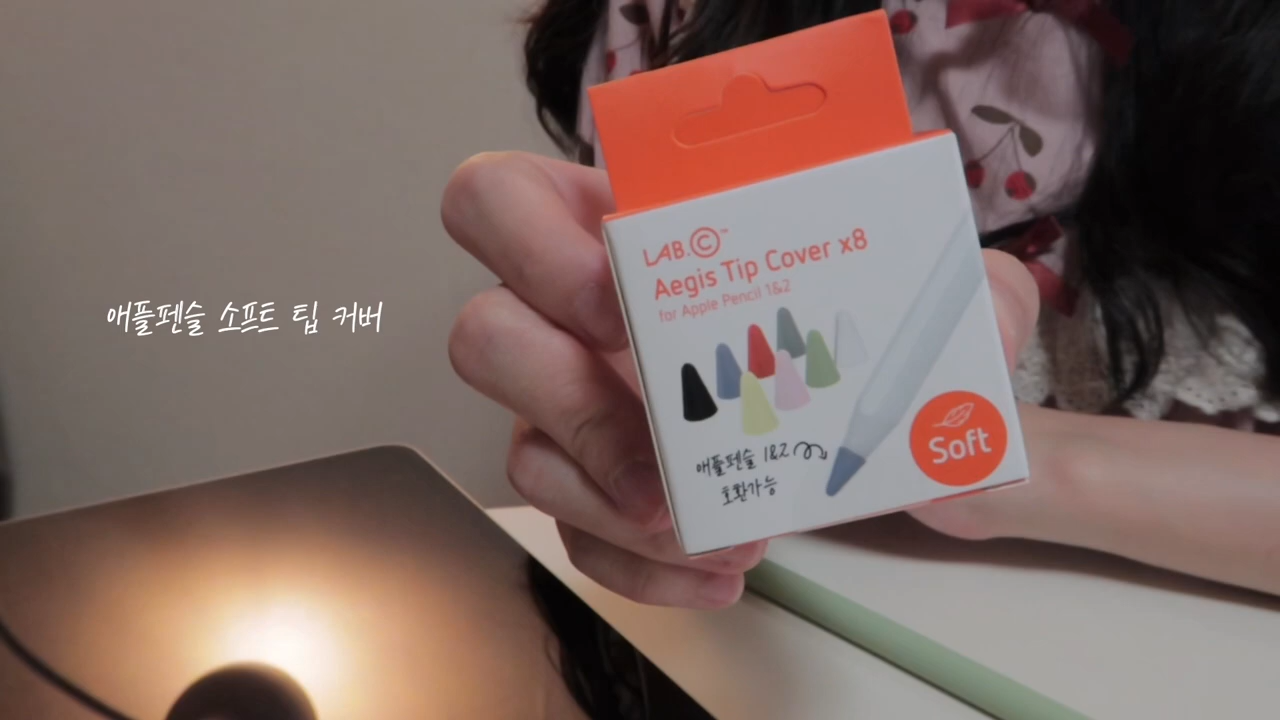 애플펜슬 소프트 팁 커버
LAB.C™
Aegis Tip Cover x8
for Apple Pencil 1&2
애플펜슬 1&2
호환가능
Soft